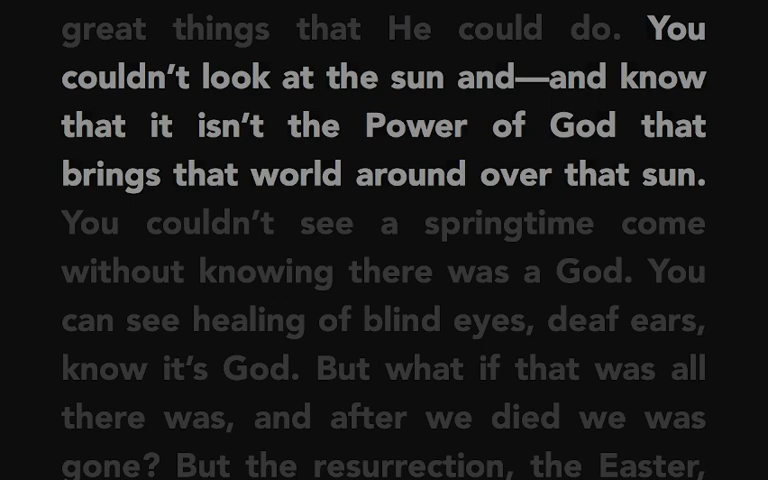 great things that He could do. You
couldn’t look at the sun and—and know
that it isn’t the Power of God that
brings that world around over that sun.
You couldn’t see a springtime come
without knowing there was a God. You
can see healing of blind eyes, deaf ears,
know it’s God. But what if that was all
there was, and after we died we was
gone? But the resurrection, the Easter,